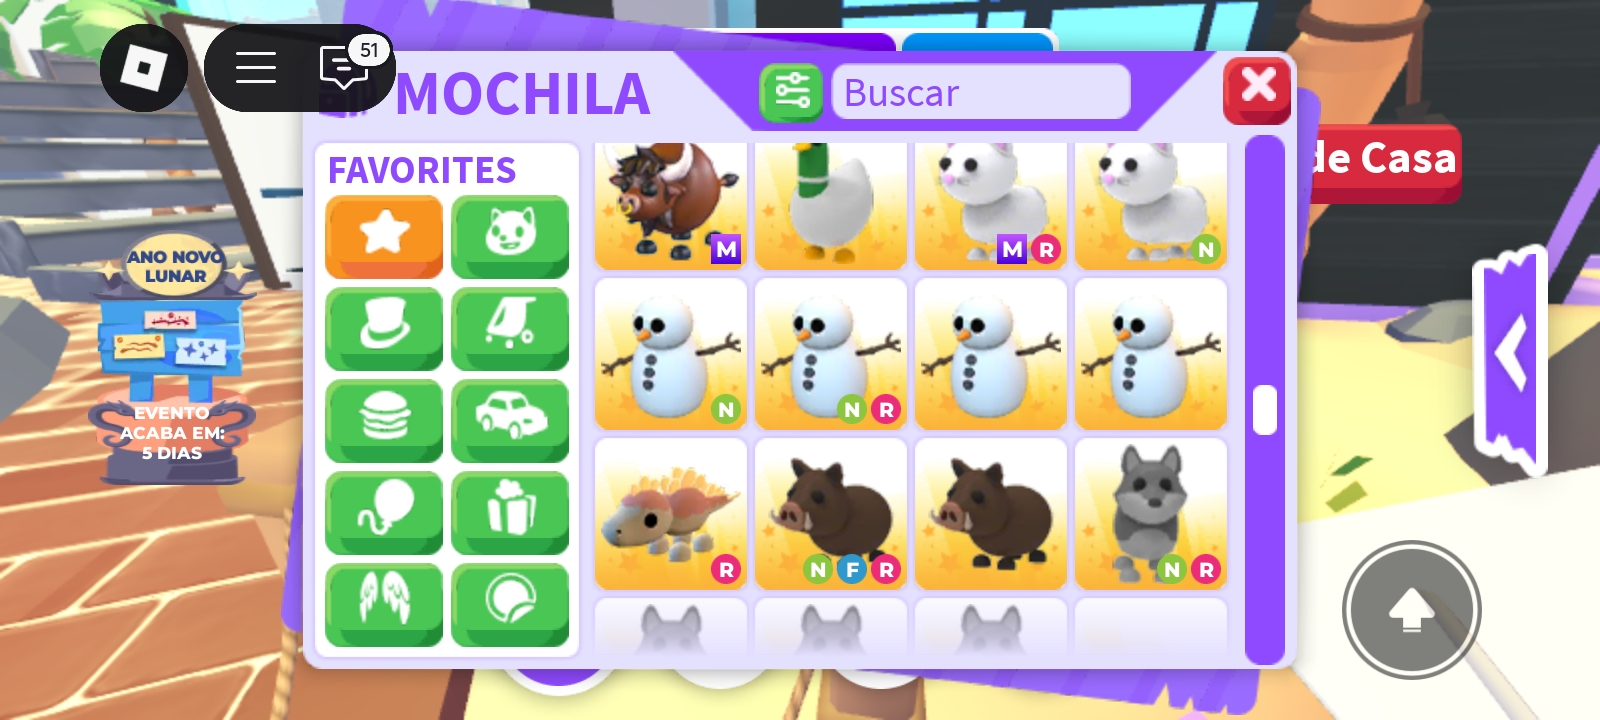 51
MOCHILA
Buscar
FAVORITES
de Casa
ANO NOVO
LUNAR
EVENTO
ACABA EM:
5 DIAS
M
M R
N
N
N R
R
N F R
N R